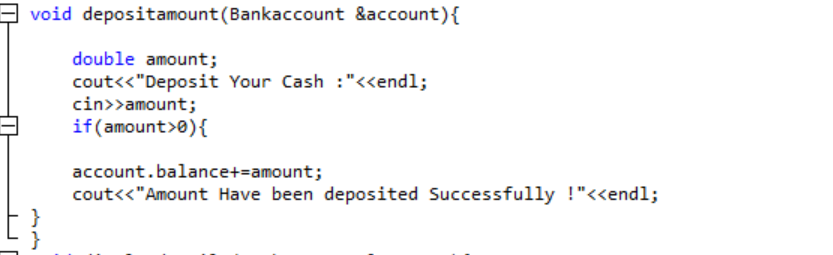 void depositamount(Bankaccount &account){
double amount;
cout<<"Deposit Your Cash :"<<endl;
cin>>amount;
if(amount>0){
account.balance+=amount;
cout<<"Amount Have been deposited Successfully !"<<endl;
}
}